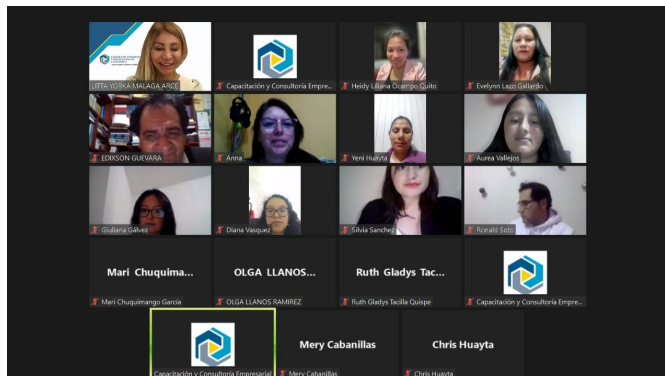 LITTA YORKA MALAGA ARCE
Capacitación y Consultoría Empre...
Heidy Liliana Ocampo Quito
Evelynn Lazo Gallardo
EDIXSON GUEVARA
Anna
Yeni Huayta
Aurea Vallejos
Giuliana Gálvez
Diana Vasquez
Silvia Sanchez
Ronald Soto
Mari Chuquima...
OLGA LLANOS...
Ruth Gladys Tac...
Mari Chuquimango García
OLGA LLANOS RAMIREZ
Ruth Gladys Tacilla Quispe
Capacitación y Consultoría Empre...
Mery Cabanillas
Chris Huayta
Capacitación y Consultoría Empresarial
Mery Cabanillas
Chris Huayta